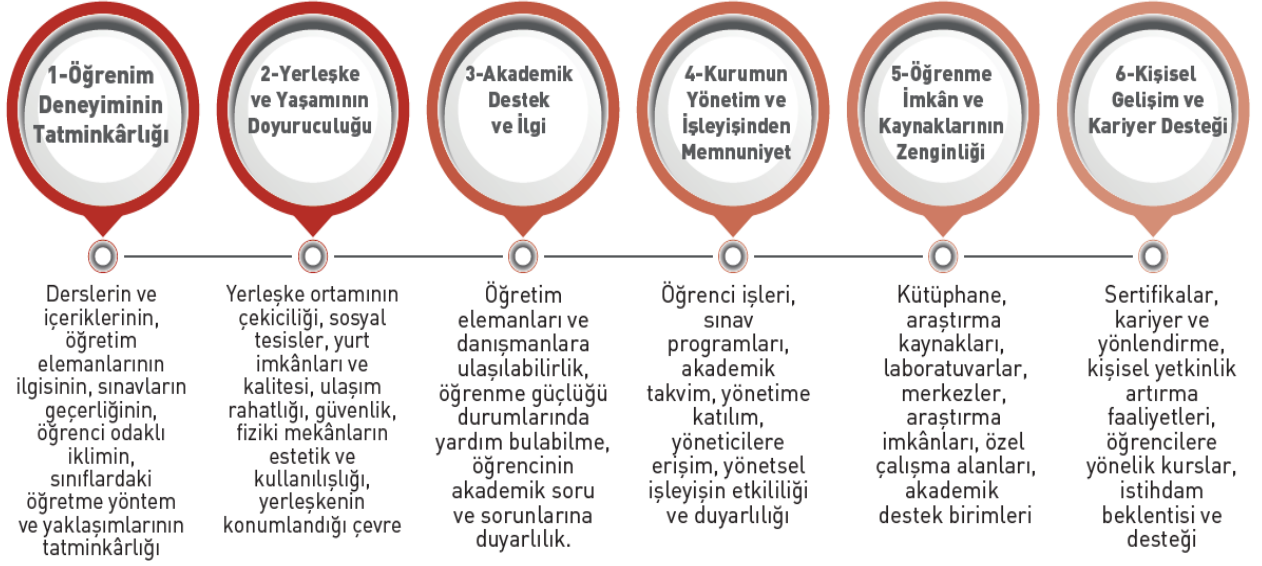 1-Öğrenim
Deneyiminin
Tatminkârlığı
2-Yerleşke
ve Yaşamının
Doyuruculuğu
3-Akademik
Destek
ve İlgi
4-Kurumun
Yönetim ve
İşleyişinden
Memnuniyet
5-Öğrenme
İmkân ve
Kaynaklarının
Zenginliği
6-Kişisel
Gelişim ve
Kariyer Desteği
Derslerin ve
içeriklerinin,
öğretim
elemanlarının
ilgisinin, sınavların
geçerliğinin,
öğrenci odaklı
iklimin,
sınıflardaki
öğretme yöntem
ve yaklaşımlarının
tatminkârlığı
Yerleşke ortamının
çekiciliği, sosyal
tesisler, yurt
imkânları ve
kalitesi, ulaşım
rahatlığı, güvenlik,
fiziki mekânların
estetik ve
kullanılışlığı,
yerleşkenin
konumlandığı çevre
Öğretim
elemanları ve
danışmanlara
ulaşılabilirlik,
öğrenme güçlüğü
durumlarında
yardım bulabilme,
öğrencinin
akademik soru
ve sorunlarına
duyarlılık.
Öğrenci işleri,
sınav
programları,
akademik
takvim, yönetime
katılım,
yöneticilere
erişim, yönetsel
işleyişin etkililiği
ve duyarlılığı
Kütüphane,
araştırma
kaynakları,
laboratuvarlar,
merkezler,
araştırma
imkânları, özel
çalışma alanları,
akademik
destek birimleri
Sertifikalar,
kariyer ve
yönlendirme,
kişisel yetkinlik
artırma
faaliyetleri,
öğrencilere
yönelik kurslar,
istihdam
beklentisi ve
desteği